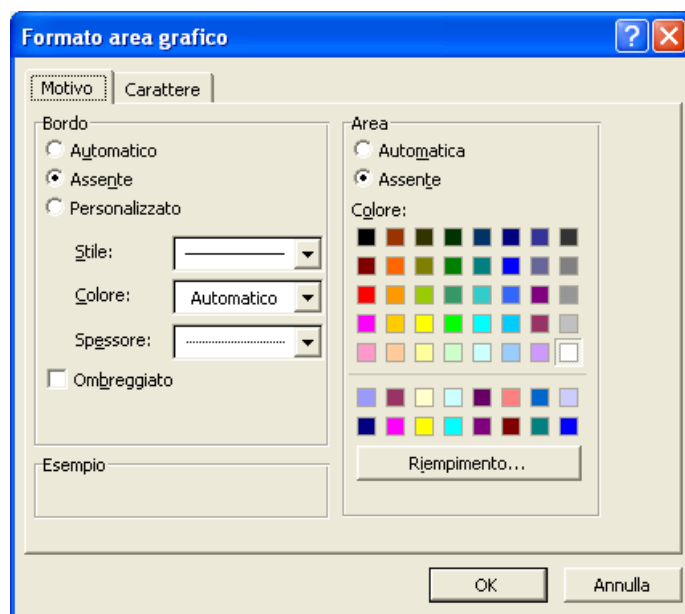 Formato area grafico
Motivo
Carattere
Bordo
Automatico
Assente
Personalizzato
Stile:
Colore:
Automatico
Spessore:
Ombreggiato
Esempio
Area
Automatica
Assente
Colore:
Riempimento...
OK
Annulla